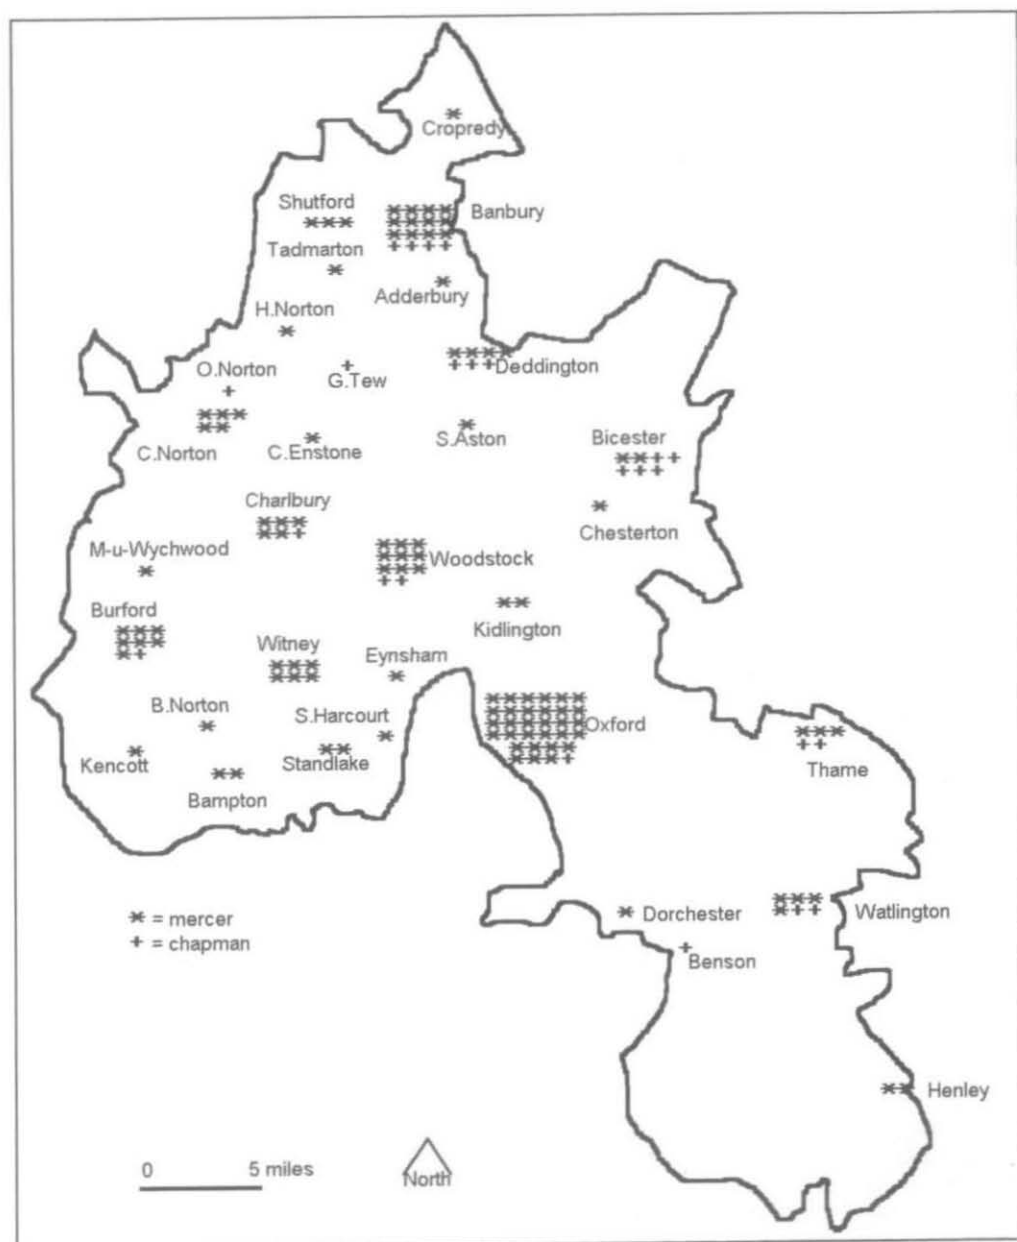 Cropredy
Shutford
Banbury
Tadmarton
Adderbury
H.Norton
O.Norton
G.Tew
Deddington
C.Norton
C.Enstone
S.Aston
Bicester
Charlbury
Chesterton
M-u-Wychwood
Woodstock
Burford
Kidlington
Witney
Eynsham
B.Norton
S.Harcourt
Oxford
Kencott
Standlake
Thame
Bampton
* = mercer
Dorchester
Watlington
+ = chapman
Benson
Henley
0 5 miles
North